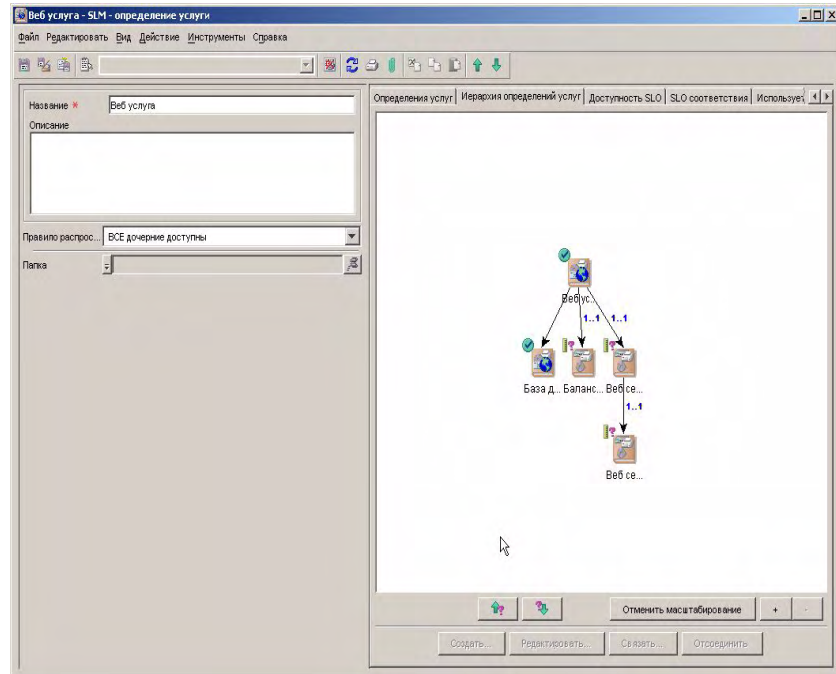 Веб услуга - SLM - определение услуги
Файл Редактировать Вид Действие Инструменты Справка
Название *
Веб услуга
Описание
Правило распрос...
ВСЕ дочерние доступны
Папка
Определения услуг Иерархия определений услуг Доступность SLO SLO соответствия Использует
Веб ус...
1..1 1..1
База д... Баланс... Веб се...
1..1
Веб се...
Отменить масштабирование + -
Создать... Редактировать... Связать... Отсоединить